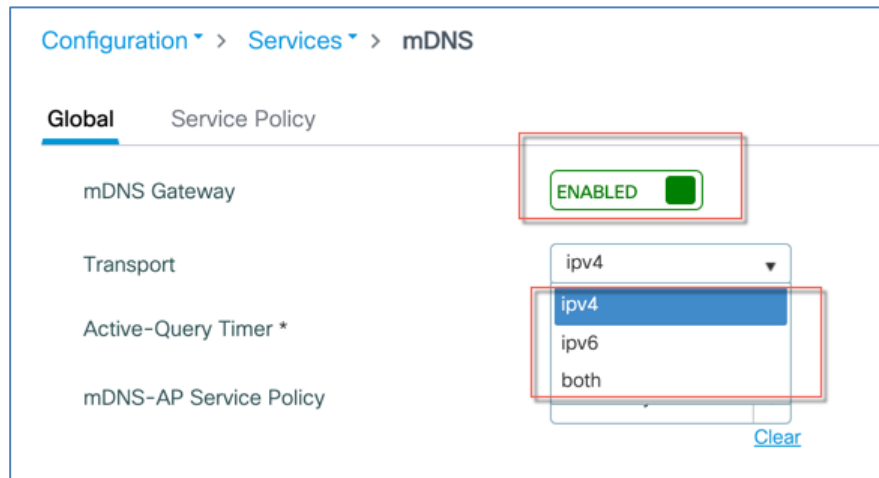 Configuration > Services > mDNS
Global Service Policy
mDNS Gateway ENABLED
Transport ipv4
ipv4
Active-Query Timer *
ipv6
both
mDNS-AP Service Policy
Clear